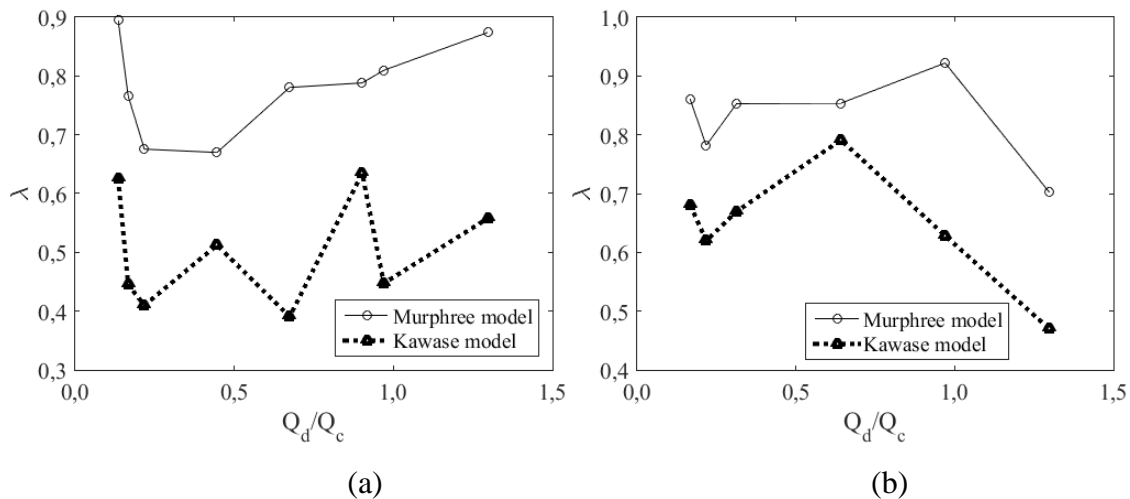 0,9
0,8
0,7
0,6
0,5
0,4
0,3
λ
0,0 0,5 1,0 1,5
Q_d/Q_c
Murphree model
Kawase model
(a)
1,0
0,9
0,8
0,7
0,6
0,5
0,4
λ
0,0 0,5 1,0 1,5
Q_d/Q_c
Murphree model
Kawase model
(b)